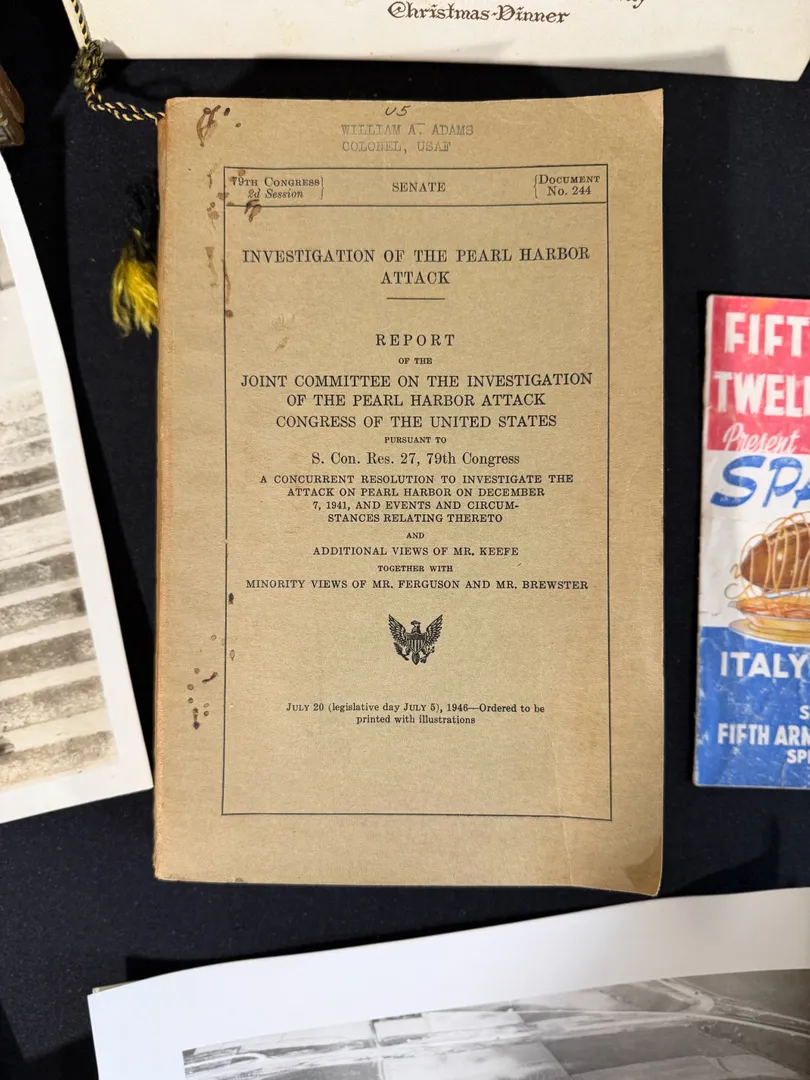 Christmas-Dinner
U5
WILLIAM A. ADAMS
COLONEL, USAF
79TH CONGRESS
2d Session
SENATE
DOCUMENT
No. 244
INVESTIGATION OF THE PEARL HARBOR
ATTACK
REPORT
OF THE
JOINT COMMITTEE ON THE INVESTIGATION
OF THE PEARL HARBOR ATTACK
CONGRESS OF THE UNITED STATES
PURSUANT TO
S. Con. Res. 27, 79th Congress
A CONCURRENT RESOLUTION TO INVESTIGATE THE
ATTACK ON PEARL HARBOR ON DECEMBER
7, 1941, AND EVENTS AND CIRCUM-
STANCES RELATING THERETO
AND
ADDITIONAL VIEWS OF MR. KEEFE
TOGETHER WITH
MINORITY VIEWS OF MR. FERGUSON AND MR. BREWSTER
JULY 20 (legislative day JULY 5), 1946—Ordered to be
printed with illustrations
FIFT
TWEL
Present
SPA
ITALY
S
FIFTH ARM
SP